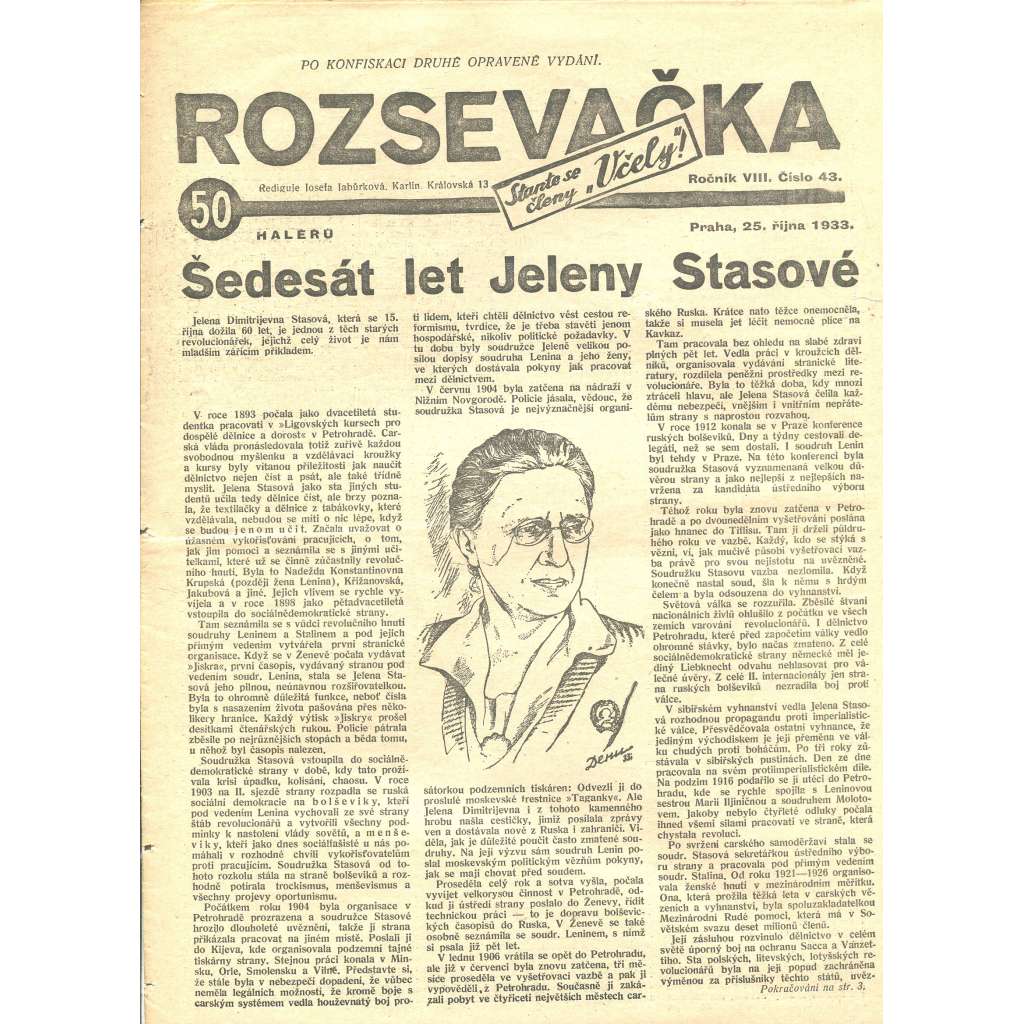 PO KONFISKACI DRUHÉ OPRAVENÉ VYDÁNÍ.
ROZSEVAČKA
Staňte se
členy „Včely“!
Rediguje Josefa Jabůrková, Karlín, Královská 13
Ročník VIII. Číslo 43.
50
HALÉŘŮ
Praha, 25. října 1933.
Šedesát let Jeleny Stasové
Jelena Dimitrijevna Stasová, která se 15.
října dožila 60 let, je jednou z těch starých
revolucionářek, jejichž celý život je nám
mladším zářícím příkladem.
V roce 1893 počala jako dvacetiletá stu-
dentka pracovati v »Ligovských kursech pro
dospělé dělnice a dorost« v Petrohradě. Car-
ská vláda pronásledovala totiž zuřivě každou
svobodnou myšlenku a vzdělávací kroužky
a kursy byly vítanou příležitostí jak naučit
dělnictvo nejen číst a psát, ale také třídně
myslit. Jelena Stasová jako sta jiných stu-
dentů učila tedy dělnice číst, ale brzy pozna-
la, že textilačky a dělnice z tabákovky, které
vzdělávala, nebudou se míti o nic lépe, když
se budou jenom učit. Začala uvažovat o
úžasném vykořisťování pracujících, o tom,
jak jim pomoci a seznámila se s jinými uči-
telkami, které už se činně zúčastnily revoluč-
ního hnutí. Byla to Nadežda Konstantinovna
Krupská (později žena Lenina), Křižanovská,
Jakubová a jiné. Jejich vlivem se rychle vy-
víjela a v roce 1898 jako pětadvacetiletá
vstoupila do sociálnědemokratické strany.
Tam seznámila se s vůdci revolučního hnutí
soudruhy Leninem a Stalinem a pod jejich
přímým vedením vytvářela první stranické
organisace. Když se v Ženevě počala vydávat
»Jiskra«, první časopis, vydávaný stranou pod
vedením soudr. Lenina, stala se Jelena Sta-
sová jeho pilnou, neúnavnou rozšiřovatelkou.
Byla to ohromně důležitá funkce, neboť čísla
byla s nasazením života pašována přes něko-
likery hranice. Každý výtisk »Jiskry« prošel
desítkami čtenářských rukou. Policie pátrala
zběsile po nejrůznějších stopách a běda tomu,
u něhož byl časopis nalezen.
Soudružka Stasová vstoupila do sociálně-
demokratické strany v době, kdy tato proží-
vala krisi úpadku, kolísání, chaosu. V roce
1903 na II. sjezdě strany rozpadla se ruská
sociální demokracie na bolševiky, kteří
pod vedením Lenina vychovali ze své strany
štáb revolucionářů a vytvořili všechny pod-
mínky k nastolení vlády sovětů, a menše-
viky, kteří jako dnes sociálfašisté u nás po-
máhali v rozhodné chvíli vykořisťovatelům
proti pracujícím. Soudružka Stasová od to-
hoto rozkolu stála na straně bolševiků a roz-
hodně potírala trockismus, menševismus a
všechny projevy oportunismu.
Počátkem roku 1904 byla organisace v
Petrohradě prozrazena a soudružce Stasové
hrozilo dlouholeté uvěznění, takže jí strana
přikázala pracovat na jiném místě. Poslali jí
do Kijeva, kde organisovala podzemní tajné
tiskárny strany. Stejnou práci konala v Min-
sku, Orle, Smolensku a Vilně. Představte si,
že stále byla v nebezpečí dopadení, že vůbec
neměla legálních možností, že kromě boje s
carským systémem vedla houževnatý boj pro-
ti lidem, kteří chtěli dělnictvo vést cestou re-
formismu, tvrdíce, že je třeba stavěti jenom
hospodářské, nikoliv politické požadavky. V
tu dobu byly soudružce Jeleně velikou po-
silou dopisy soudruha Lenina a jeho ženy,
ve kterých dostávala pokyny jak pracovat
mezi dělnictvem.
V červnu 1904 byla zatčena na nádraží v
Nižním Novgorodě. Policie jásala, vědouc, že
soudružka Stasová je nejvýznačnější organi-
Дени
33.
sátorkou podzemních tiskáren: Odvezli ji do
proslulé moskevské trestnice »Taganky«. Ale
Jelena Dimitrijevna i z tohoto kamenného
hrobu našla cestičky, jimiž posílala zprávy
ven a dostávala nové z Ruska i zahraničí. Vi-
děla, jak je důležité poučit často zmatené sou-
druhy. Na její výzvu sám soudruh Lenin po-
slal moskevským politickým vězňům pokyny,
jak se mají chovat před soudem.
Proseděla celý rok a sotva vyšla, počala
vyvíjet velkorysou činnost v Petrohradě, od-
kud ji ústředí strany poslalo do Ženevy, řídit
technickou práci — to je dopravu bolševic-
kých časopisů do Ruska. V Ženevě se také
osobně seznámila se soudr. Leninem, s nímž
si psala již pět let.
V lednu 1906 vrátila se opět do Petrohradu,
ale již v červenci byla znovu zatčena, tři mě-
síce proseděla ve vyšetřovací vazbě a pak ji
vypověděli z Petrohradu. Současně jí zaká-
zali pobyt ve čtyřiceti největších městech car-
ského Ruska. Krátce nato těžce onemocněla,
takže si musela jet léčit nemocné plíce na
Kavkaz.
Tam pracovala bez ohledu na slabé zdraví
plných pět let. Vedla práci v kroužcích děl-
níků, organisovala vydávání stranické lite-
ratury, rozdílela peněžní prostředky mezi re-
volucionáře. Byla to těžká doba, kdy mnozí
ztráceli hlavu, ale Jelena Stasová čelila kaž-
dému nebezpečí, vnějším i vnitřním nepřáte-
lům strany s naprostou rozvahou.
V roce 1912 konala se v Praze konference
ruských bolševiků. Dny a týdny cestovali de-
legáti, než se sem dostali. I soudruh Lenin
byl tehdy v Praze. Na této konferenci byla
soudružka Stasová vyznamenaná velkou dů-
věrou strany a jako nejlepší z nejlepších na-
vržena za kandidáta ústředního výboru
strany.
Téhož roku byla znovu zatčena v Petro-
hradě a po dvounedělním vyšetřování poslána
jako hnanec do Tiflisu. Tam ji drželi půldru-
hého roku ve vazbě. Každý, kdo se stýká s
vězni, ví, jak mučivě působí vyšetřovací vaz-
ba právě pro svou nejistotu na uvězněné.
Soudružku Stasovu vazba nezlomila. Když
konečně nastal soud, šla k němu s hrdým
čelem a byla odsouzena do vyhnanství.
Světová válka se rozzuřila. Zběsilé štvaní
nacionálních živlů ohlušilo z počátku ve všech
zemích varování revolucionářů. I dělnictvo
Petrohradu, které před započetím války vedlo
ohromné stávky, bylo načas zmateno. Z celé
sociálnědemokratické strany německé měl je-
diný Liebknecht odvahu nehlasovat pro vá-
lečné úvěry. Z celé II. internacionály jen stra-
na ruských bolševiků nezradila boj proti
válce.
V sibiřském vyhnanství vedla Jelena Staso-
vá rozhodnou propagandu proti imperialistic-
ké válce. Přesvědčovala ostatní vyhnance, že
jediným východiskem je její přeměna ve vál-
ku chudých proti boháčům. Po tři roky zů-
stávala v sibiřských pustinách. Den ze dne
pracovala na svém protiimperialistickém díle.
Na podzim 1916 podařilo se jí utéci do Petro-
hradu, kde se rychle spojila s Leninovou
sestrou Marií Iljiničnou a soudruhem Moloto-
vem. Jakoby nebylo čtyřleté odluky počala
ihned všemi silami pracovati ve straně, která
chystala revoluci.
Po svržení carského samoděržaví stala se
soudr. Stasová sekretářkou ústředního výbo-
ru strany a pracovala pod přímým vedením
soudr. Stalina. Od roku 1921—1926 organiso-
vala ženské hnutí v mezinárodním měřítku.
Ona, která prožila těžká léta v carských vě-
zeních a vyhnanství, byla spoluzakladatelkou
Mezinárodní Rudé pomoci, která má v So-
větském svazu deset milionů členů.
Její zásluhou rozvinulo dělnictvo v celém
světě úporný boj na ochranu Sacca a Vanzet-
tiho. Sta polských, litevských, lotyšských re-
volucionářů byla na její popud zachráněna
výměnou za příslušníky těchto států, uvěz-
Pokračování na str. 3.